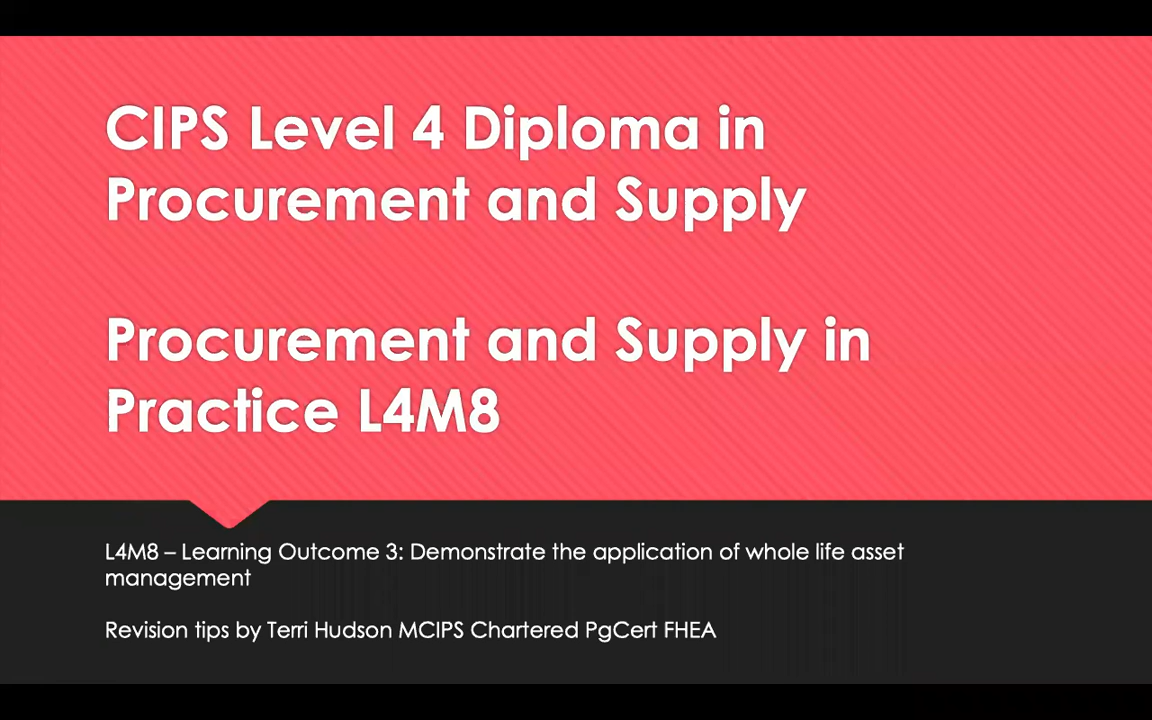 CIPS Level 4 Diploma in
Procurement and Supply
Procurement and Supply in
Practice L4M8
L4M8 – Learning Outcome 3: Demonstrate the application of whole life asset
management
Revision tips by Terri Hudson MCIPS Chartered PgCert FHEA